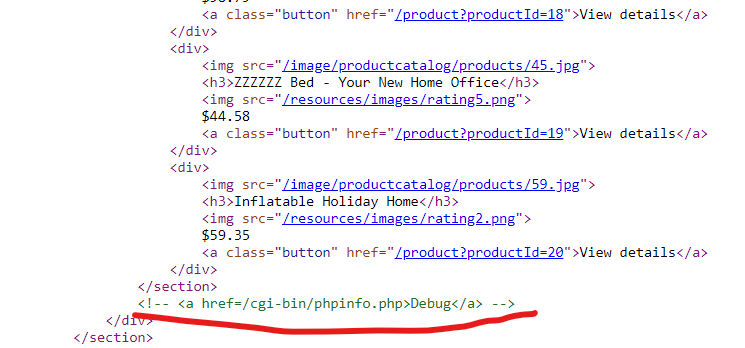 <a class="button" href="/product?productId=18">View details</a>
</div>
<div>
<img src="/image/productcatalog/products/45.jpg">
<h3>ZZZZZZ Bed - Your New Home Office</h3>
<img src="/resources/images/rating5.png">
$44.58
<a class="button" href="/product?productId=19">View details</a>
</div>
<div>
<img src="/image/productcatalog/products/59.jpg">
<h3>Inflatable Holiday Home</h3>
<img src="/resources/images/rating2.png">
$59.35
<a class="button" href="/product?productId=20">View details</a>
</div>
</section>
<!-- <a href=/cgi-bin/phpinfo.php>Debug</a> -->
</div>
</section>